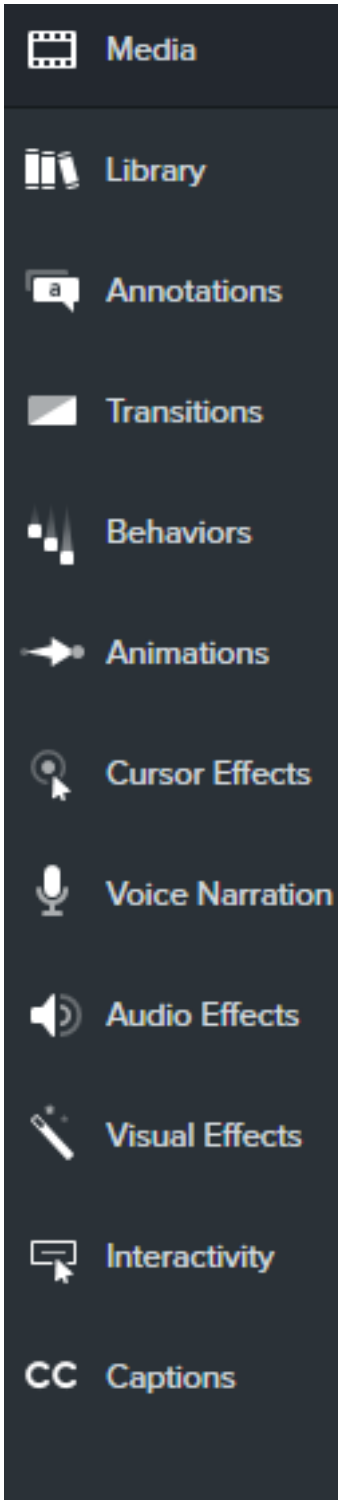 Media
Library
a
Annotations
Transitions
Behaviors
Animations
Cursor Effects
Voice Narration
Audio Effects
Visual Effects
Interactivity
CC Captions